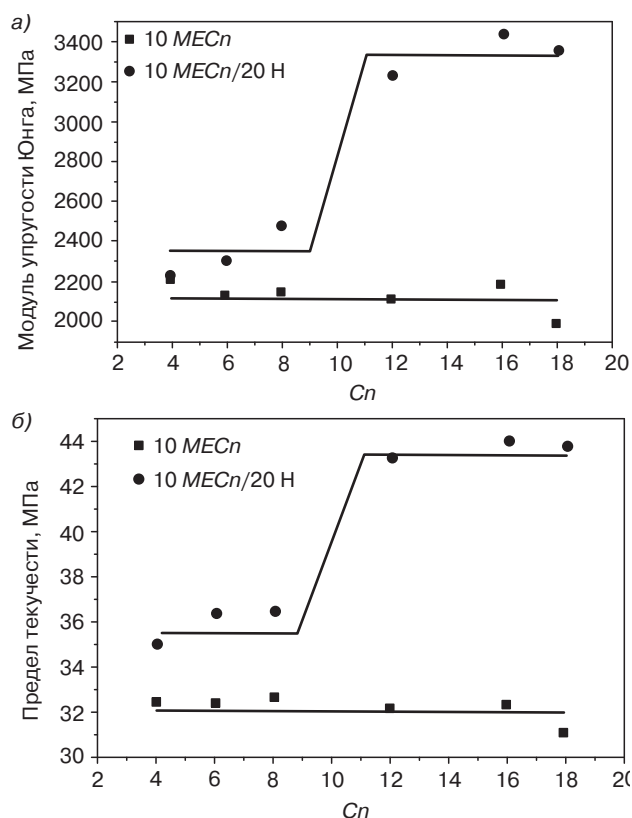 а)
3400
3200
3000
2800
2600
2400
2200
2000
Модуль упругости Юнга, МПа
10 MECn
10 MECn/20 H
2 4 6 8 10 12 14 16 18 20
Cn
б)
44
42
40
38
36
34
32
30
Предел текучести, МПа
10 MECn
10 MECn/20 H
2 4 6 8 10 12 14 16 18 20
Cn